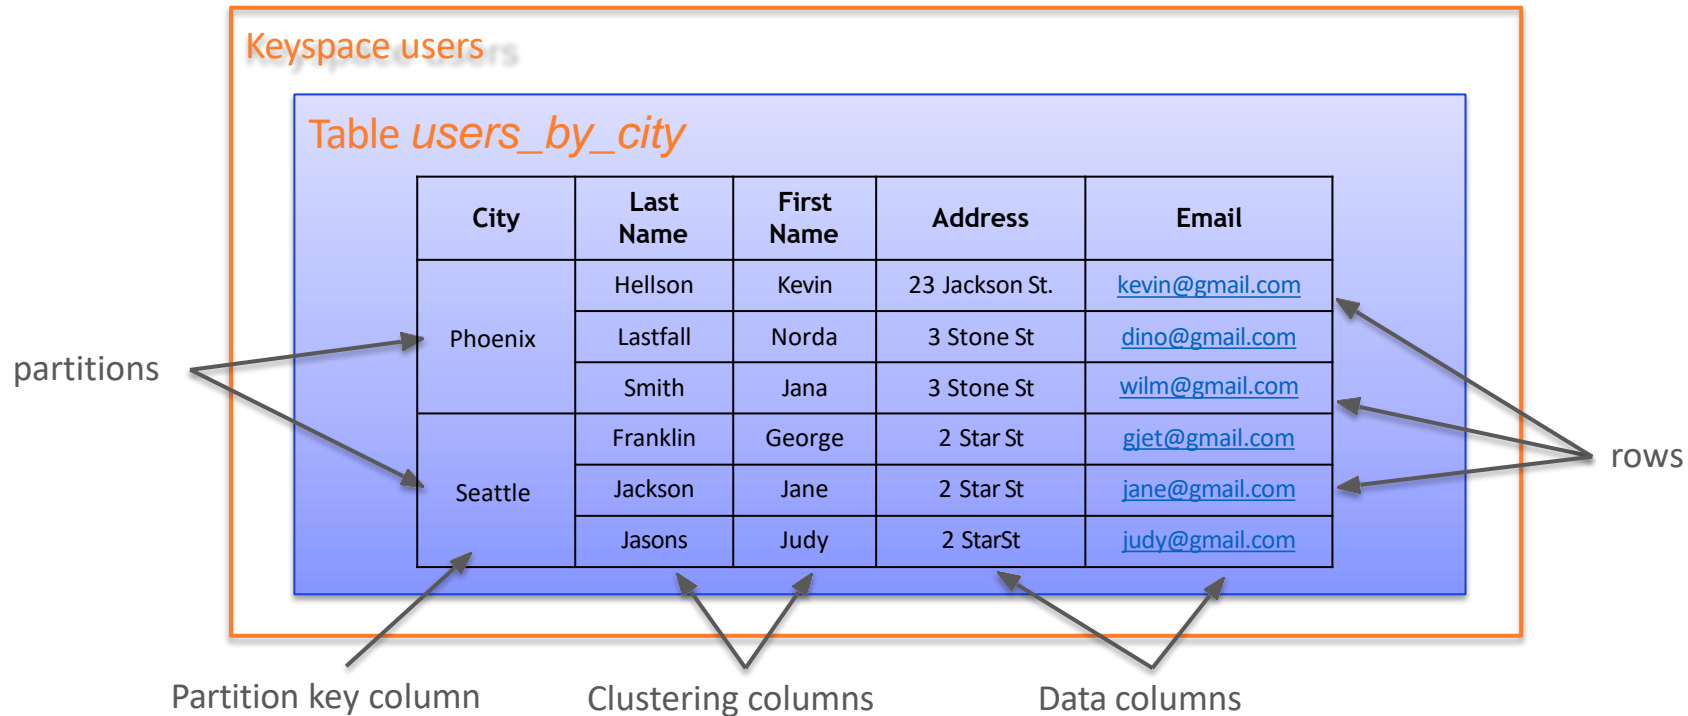 Keyspace users
Table users_by_city
City Last Name First Name Address Email
Phoenix
Hellson Kevin 23 Jackson St. kevin@gmail.com
Lastfall Norda 3 Stone St dino@gmail.com
Smith Jana 3 Stone St wilm@gmail.com
Seattle
Franklin George 2 Star St gjet@gmail.com
Jackson Jane 2 Star St jane@gmail.com
Jasons Judy 2 StarSt judy@gmail.com
partitions
rows
Partition key column
Clustering columns
Data columns